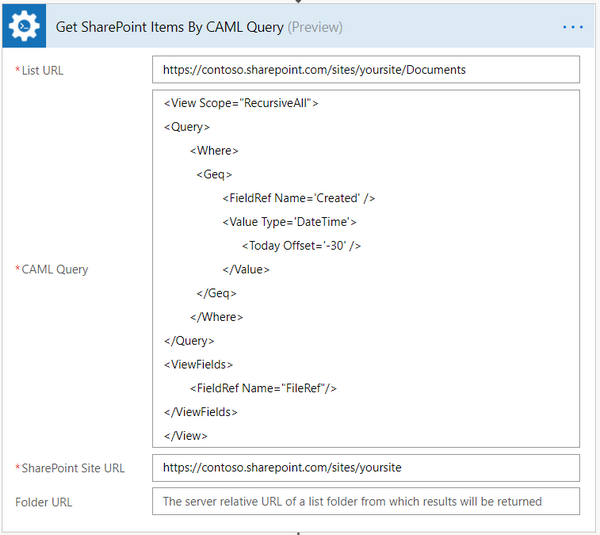 Get SharePoint Items By CAML Query (Preview)
*List URL
https://contoso.sharepoint.com/sites/yoursite/Documents
*CAML Query
<View Scope="RecursiveAll">
<Query>
<Where>
<Geq>
<FieldRef Name='Created' />
<Value Type='DateTime'>
<Today Offset='-30' />
</Value>
</Geq>
</Where>
</Query>
<ViewFields>
<FieldRef Name="FileRef"/>
</ViewFields>
</View>
*SharePoint Site URL
https://contoso.sharepoint.com/sites/yoursite
Folder URL
The server relative URL of a list folder from which results will be returned